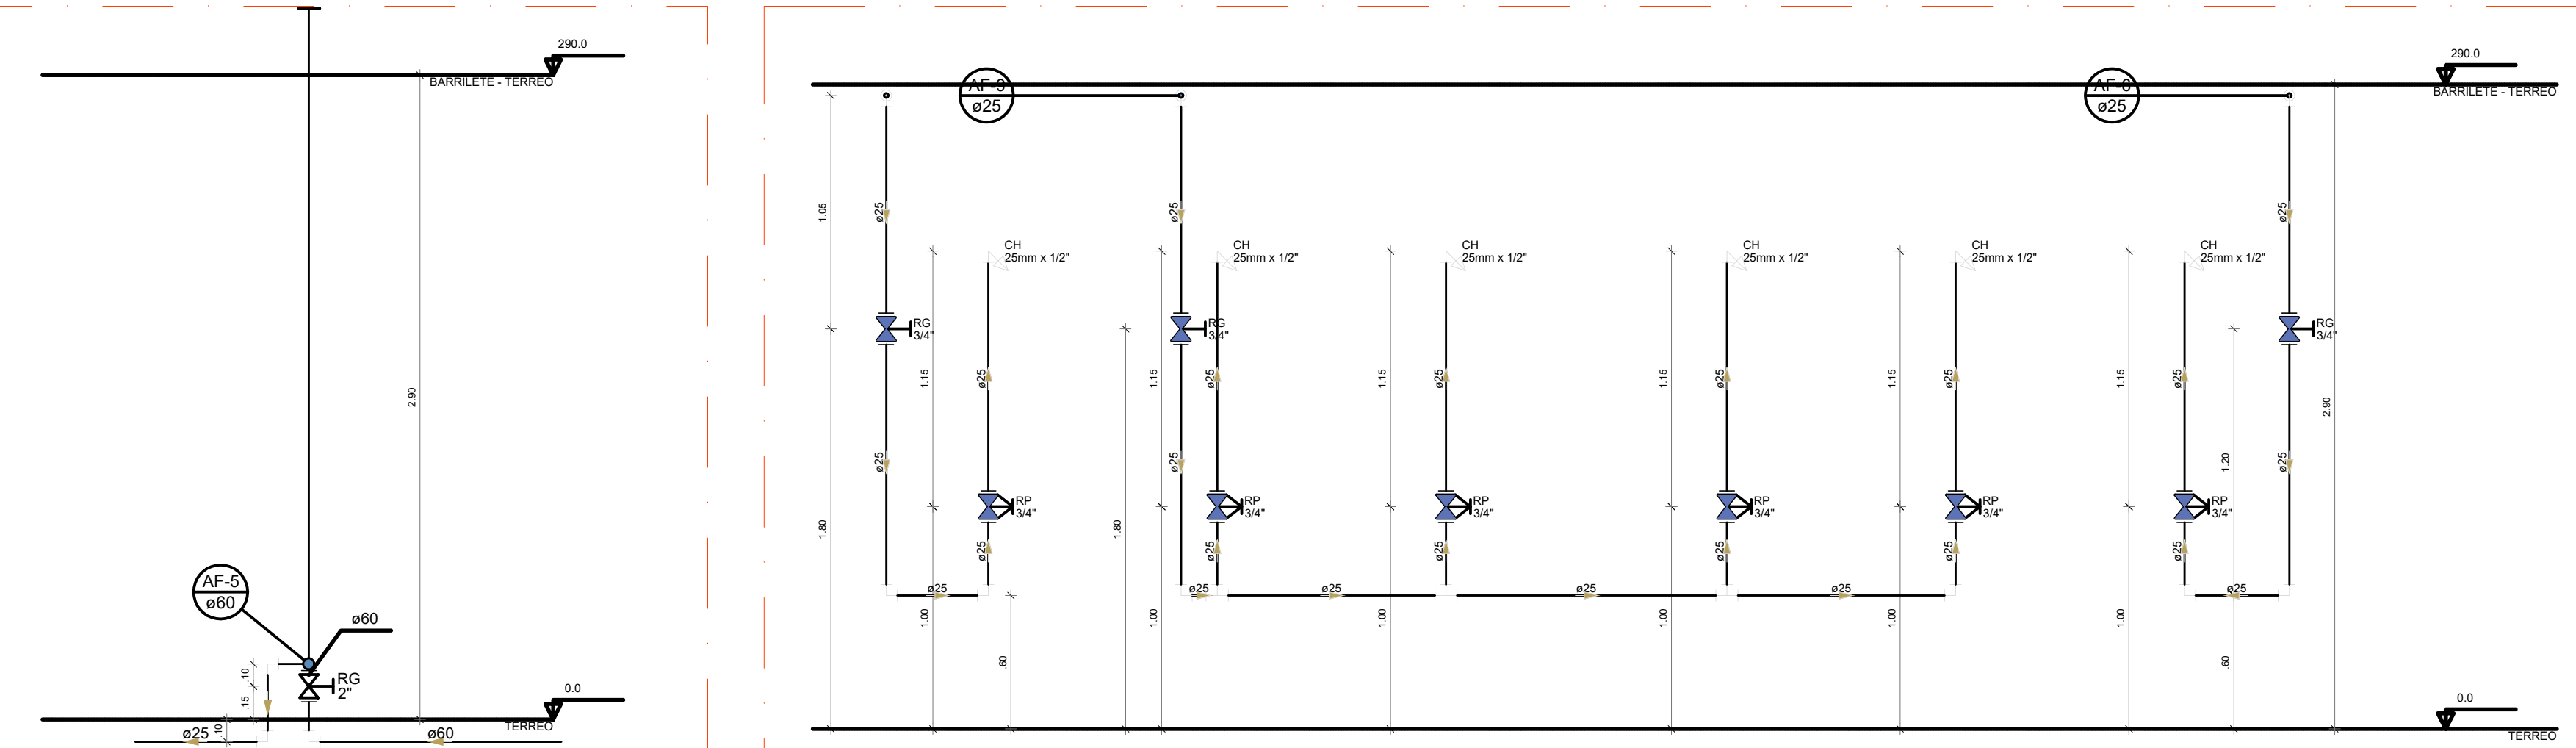 290.0
BARRILETE - TERREO
2.90
AF-5
ø60
ø60
RG
2"
.10
.15
.10
0.0
TERREO
ø25
ø60
290.0
BARRILETE - TERREO
AF-9
ø25
AF-6
ø25
1.05
ø25
ø25
ø25
CH
25mm x 1/2"
CH
25mm x 1/2"
CH
25mm x 1/2"
CH
25mm x 1/2"
CH
25mm x 1/2"
CH
25mm x 1/2"
RG
3/4"
RG
3/4"
RG
3/4"
1.15
ø25
1.15
ø25
1.15
ø25
1.15
ø25
1.15
ø25
1.15
ø25
2.90
ø25
ø25
1.20
ø25
RP
3/4"
RP
3/4"
RP
3/4"
RP
3/4"
RP
3/4"
RP
3/4"
1.80
1.80
ø25
ø25
ø25
ø25
ø25
ø25
ø25
ø25
ø25
ø25
ø25
ø25
1.00
1.00
1.00
1.00
1.00
1.00
.60
.60
0.0
TERREO